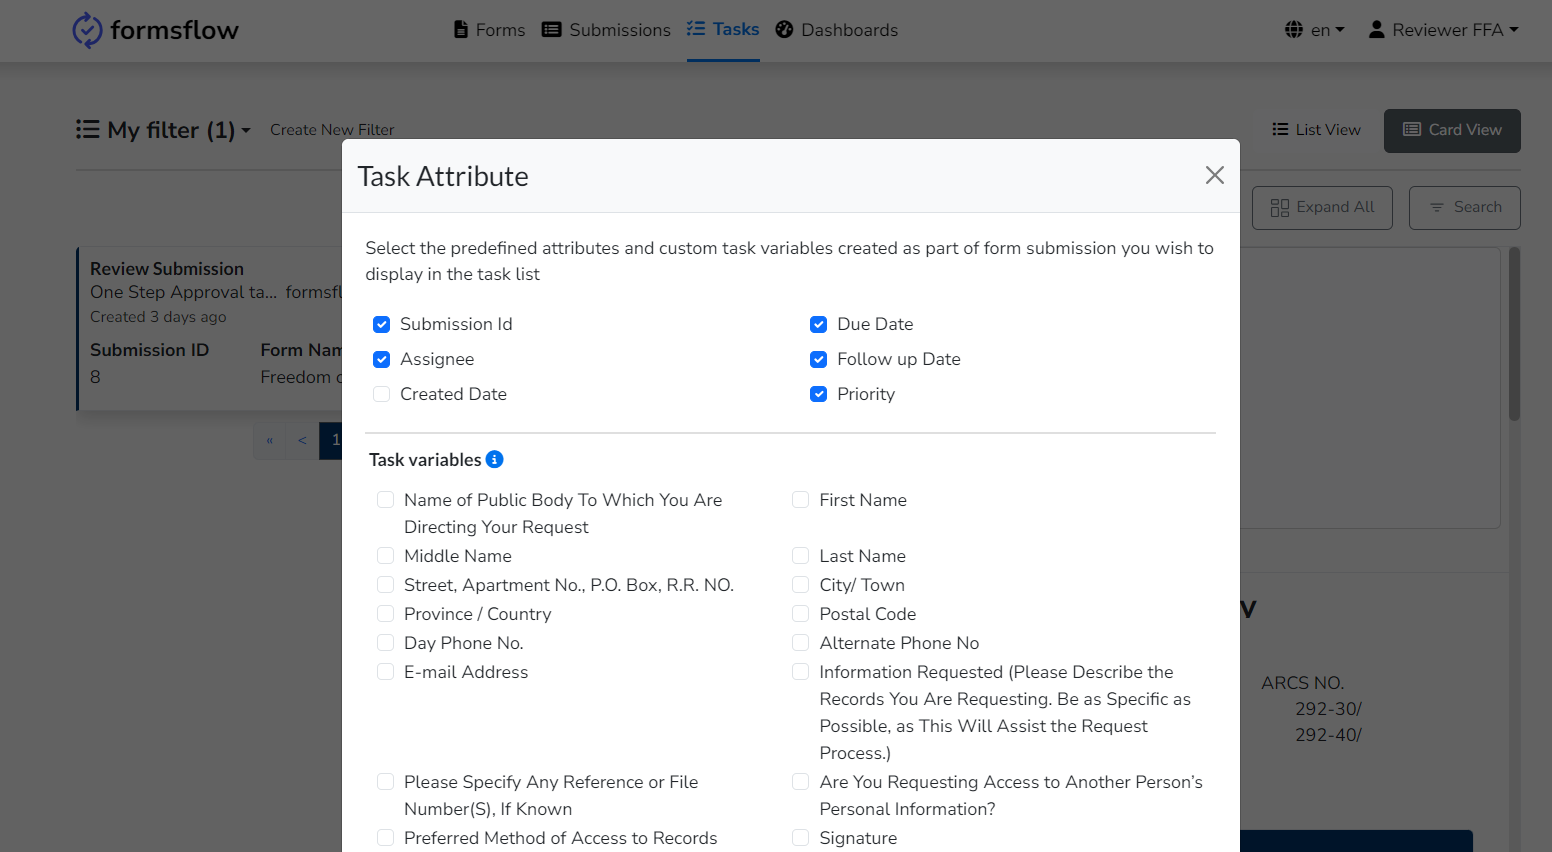 formsflow
Forms Submissions Tasks Dashboards
en Reviewer FFA
My filter (1) Create New Filter
List View Card View
Task Attribute
Expand All Search
Select the predefined attributes and custom task variables created as part of form submission you wish to
display in the task list
Review Submission
One Step Approval ta...
Created 3 days ago
Submission ID Form
8 Freedom
« < 1
Submission Id Due Date
Assignee Follow up Date
Created Date Priority
Task variables
Name of Public Body To Which You Are
Directing Your Request
First Name
Middle Name Last Name
Street, Apartment No., P.O. Box, R.R. NO. City/ Town
Province / Country Postal Code
Day Phone No. Alternate Phone No
E-mail Address
Information Requested (Please Describe the
Records You Are Requesting. Be as Specific as
Possible, as This Will Assist the Request
Process.)
Please Specify Any Reference or File
Number(S), If Known
Are You Requesting Access to Another Person’s
Personal Information?
Preferred Method of Access to Records Signature
ARCS NO.
292-30/
292-40/